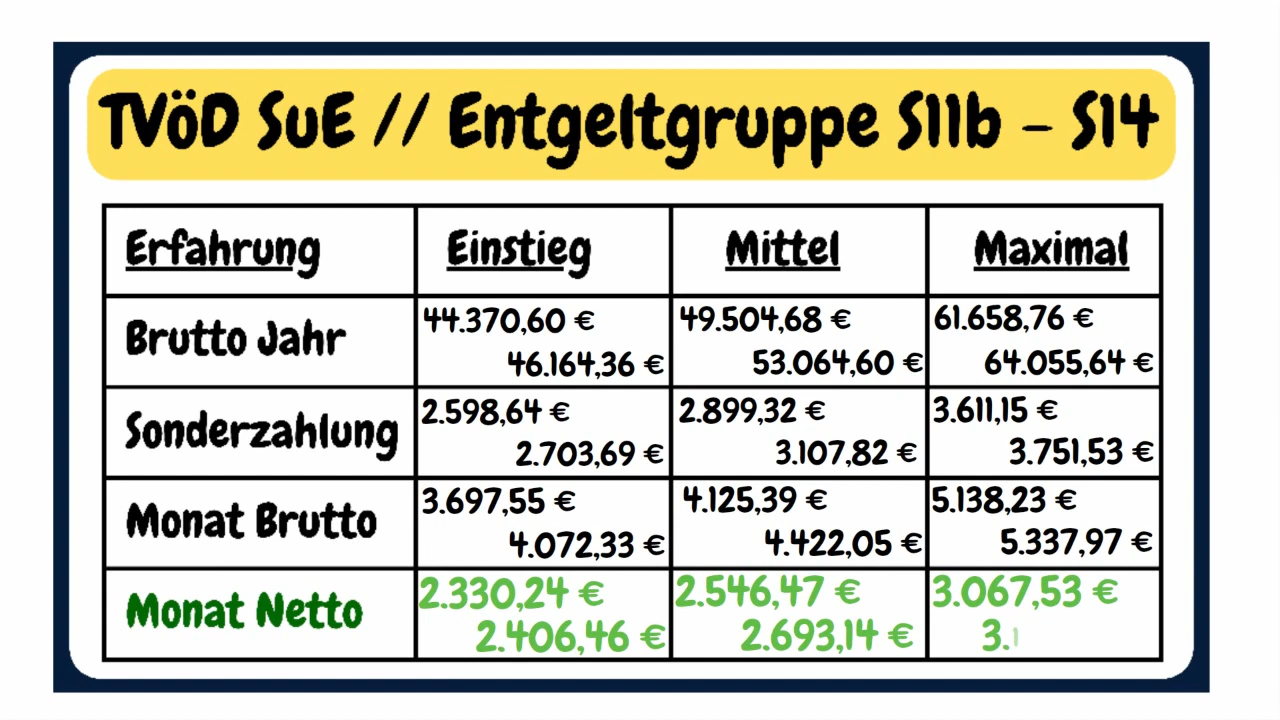 TVöD SuE // Entgeltgruppe S11b - S14
Erfahrung Einstieg Mittel Maximal
Brutto Jahr 44.370,60 € 49.504,68 € 61.658,76 €
46.164,36 € 53.064,60 € 64.055,64 €
Sonderzahlung 2.598,64 € 2.899,32 € 3.611,15 €
2.703,69 € 3.107,82 € 3.751,53 €
Monat Brutto 3.697,55 € 4.125,39 € 5.138,23 €
4.072,33 € 4.422,05 € 5.337,97 €
Monat Netto 2.330,24 € 2.546,47 € 3.067,53 €
2.406,46 € 2.693,14 € 3.1